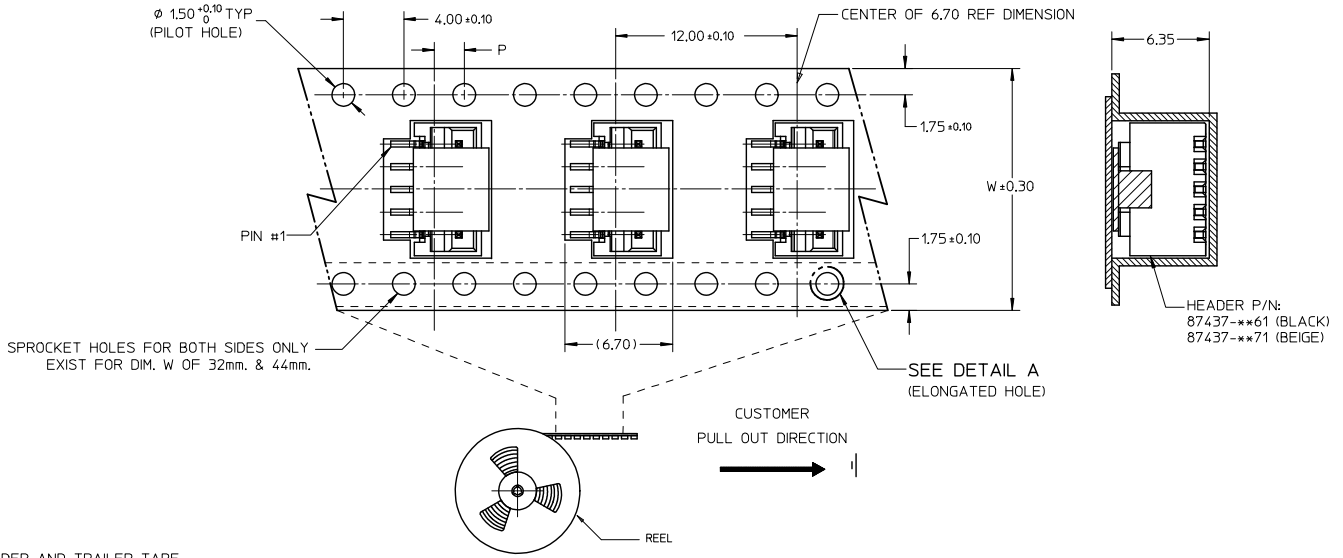 ø 1.50 +0.10 0 TYP
(PILOT HOLE)
4.00 ±0.10
P
12.00 ±0.10
CENTER OF 6.70 REF DIMENSION
6.35
1.75 ±0.10
W ±0.30
1.75 ±0.10
PIN #1
HEADER P/N:
87437-**61 (BLACK)
87437-**71 (BEIGE)
SPROCKET HOLES FOR BOTH SIDES ONLY
EXIST FOR DIM. W OF 32mm. & 44mm.
(6.70)
SEE DETAIL A
(ELONGATED HOLE)
CUSTOMER
PULL OUT DIRECTION
REEL
AND TRAILER TAPE